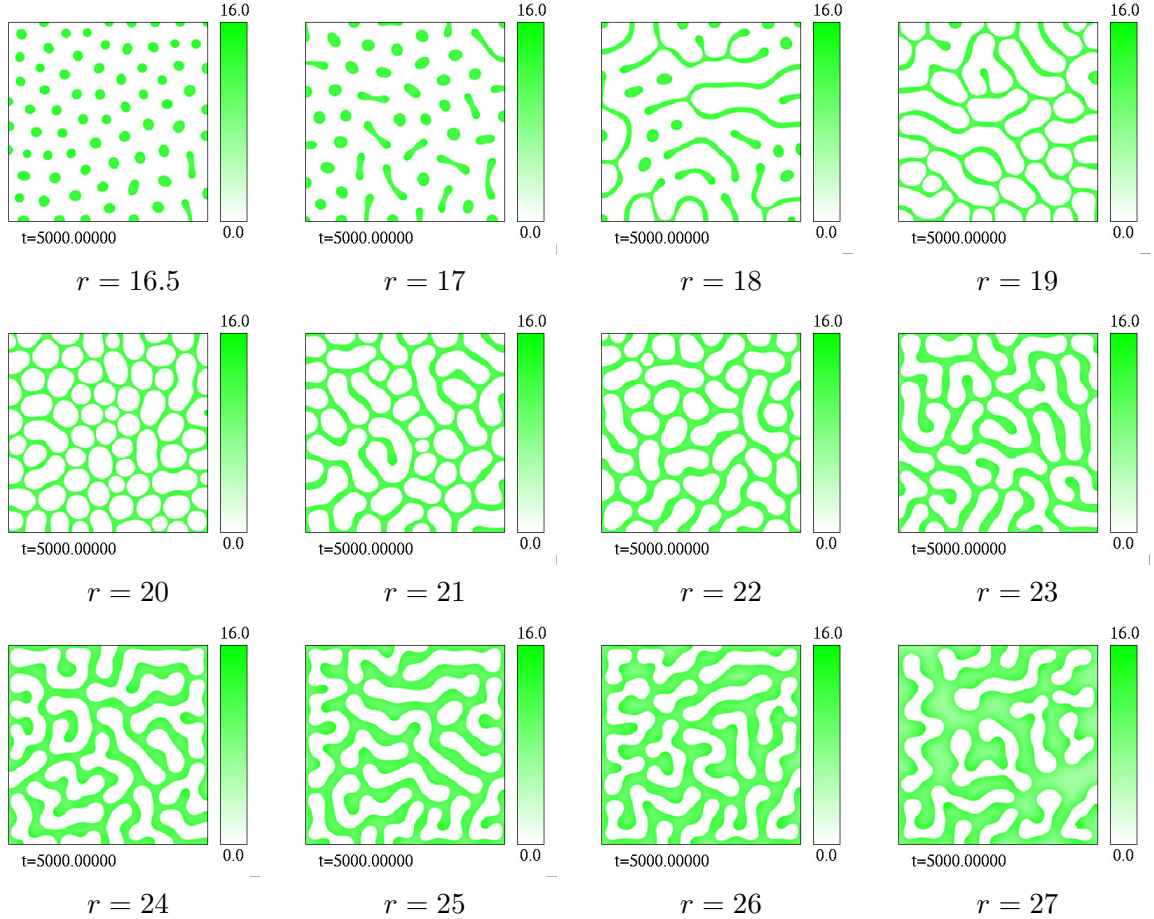 16.0 16.0 16.0 16.0
0.0 0.0 0.0 0.0
t=5000.00000 t=5000.00000 t=5000.00000 t=5000.00000
r = 16.5 r = 17 r = 18 r = 19
16.0 16.0 16.0 16.0
0.0 0.0 0.0 0.0
t=5000.00000 t=5000.00000 t=5000.00000 t=5000.00000
r = 20 r = 21 r = 22 r = 23
16.0 16.0 16.0 16.0
0.0 0.0 0.0 0.0
t=5000.00000 t=5000.00000 t=5000.00000 t=5000.00000
r = 24 r = 25 r = 26 r = 27